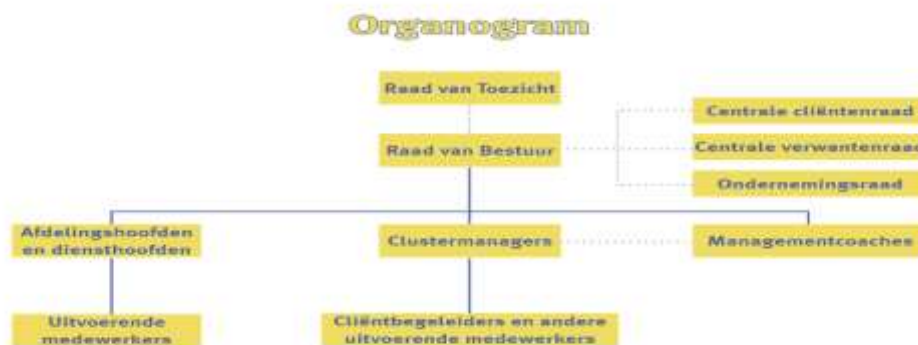 Organogram
Raad van Toezicht
Centrale cliëntenraad
Raad van Bestuur
Centrale verwantenraad
Ondernemingsraad
Afdelingshoofden
en diensthoofden
Clustermanagers
Managementcoaches
Uitvoerende
medewerkers
Cliëntbegeleiders en andere
uitvoerende medewerkers